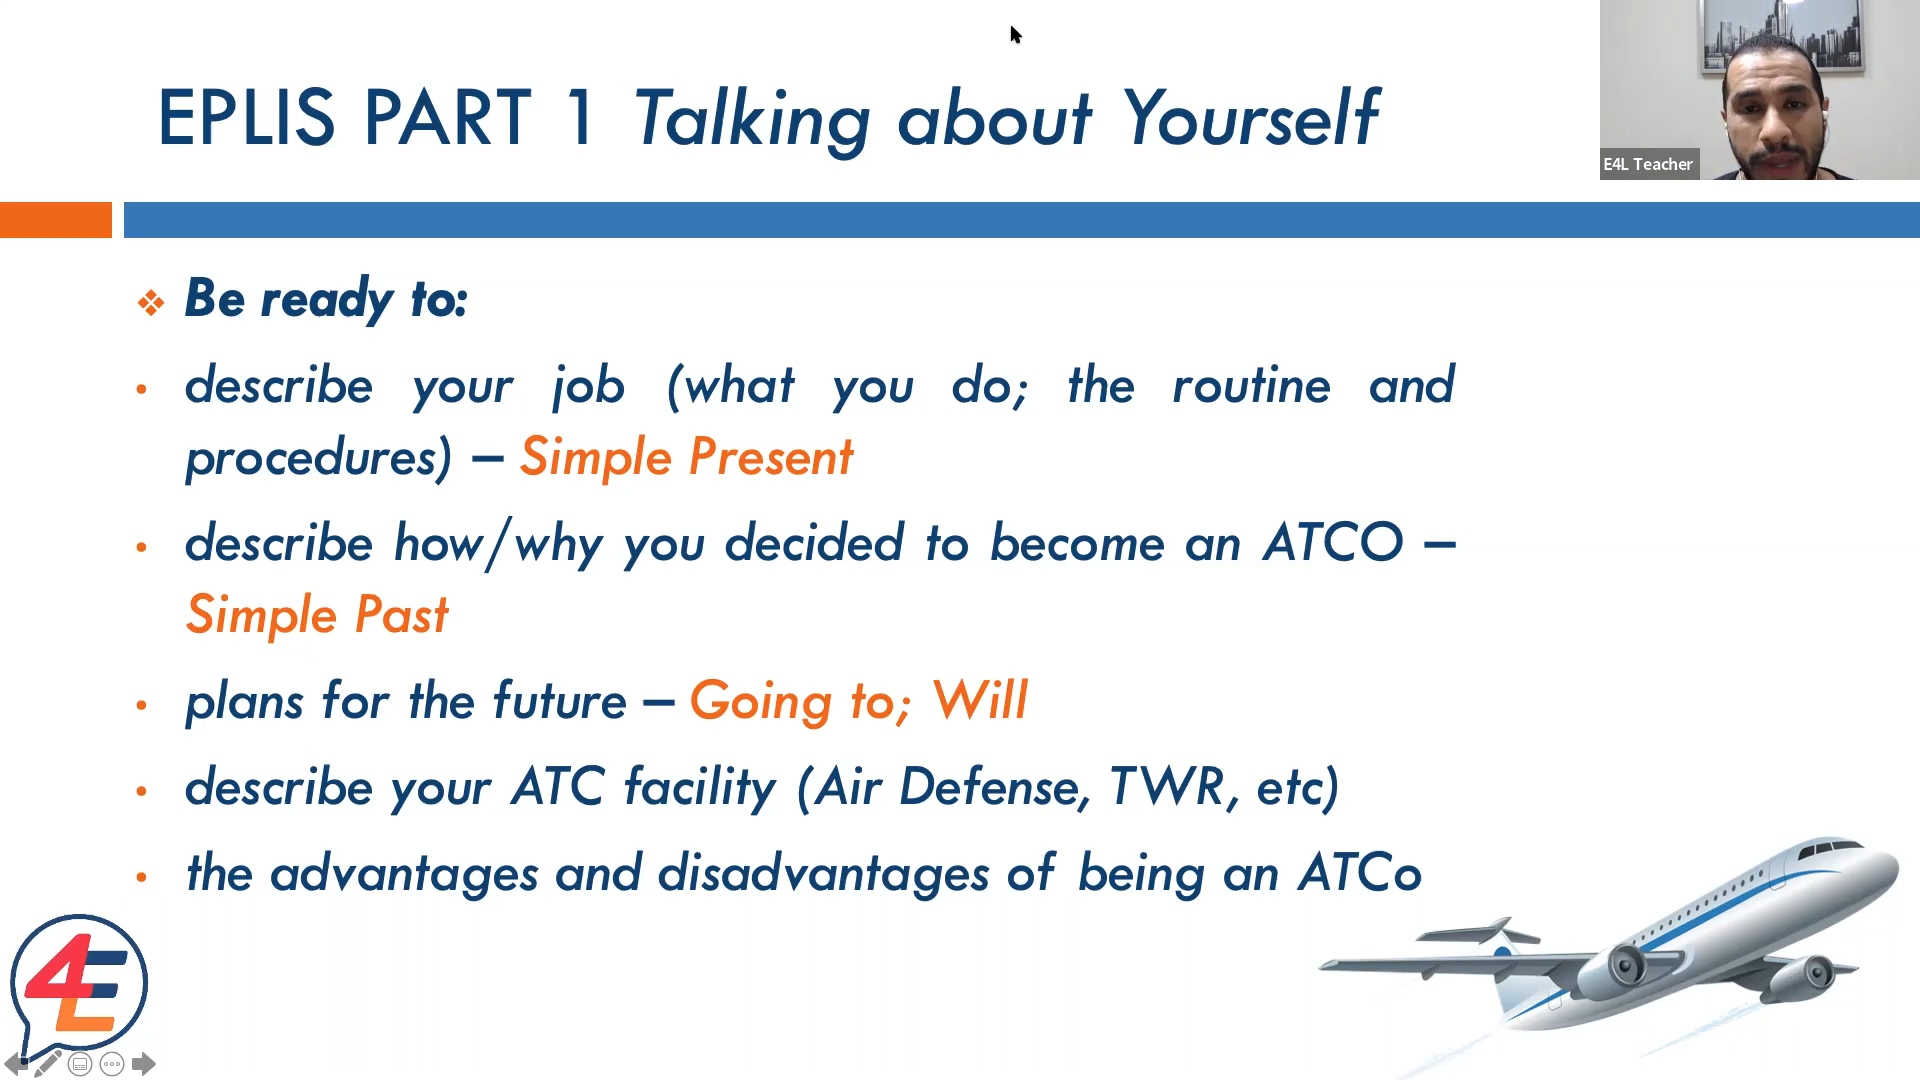 EPLIS PART 1 Talking about Yourself
E4L Teacher
Be ready to:
describe your job (what you do; the routine and
procedures) – Simple Present
describe how/why you decided to become an ATCO –
Simple Past
plans for the future – Going to; Will
describe your ATC facility (Air Defense, TWR, etc)
the advantages and disadvantages of being an ATCo
4EL